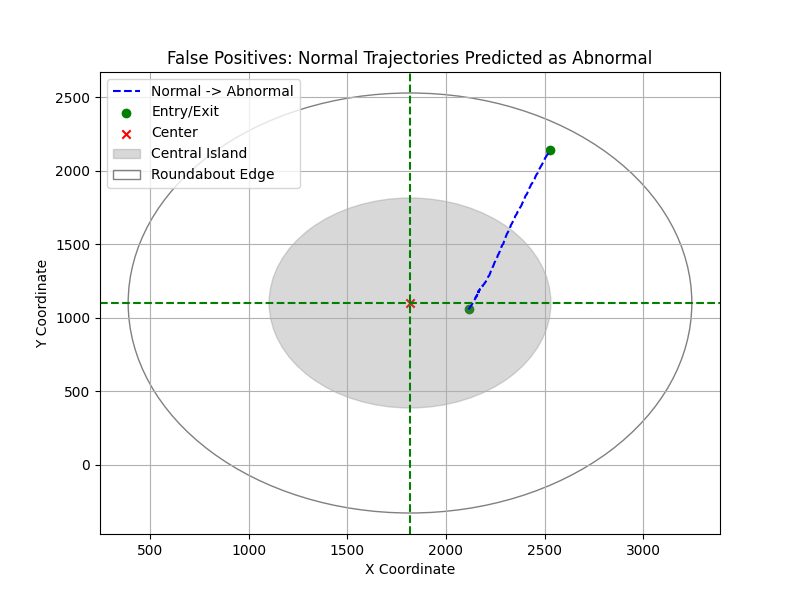 False Positives: Normal Trajectories Predicted as Abnormal
Normal -> Abnormal
Entry/Exit
Center
Central Island
Roundabout Edge
Y Coordinate
2500
2000
1500
1000
500
0
500 1000 1500 2000 2500 3000
X Coordinate